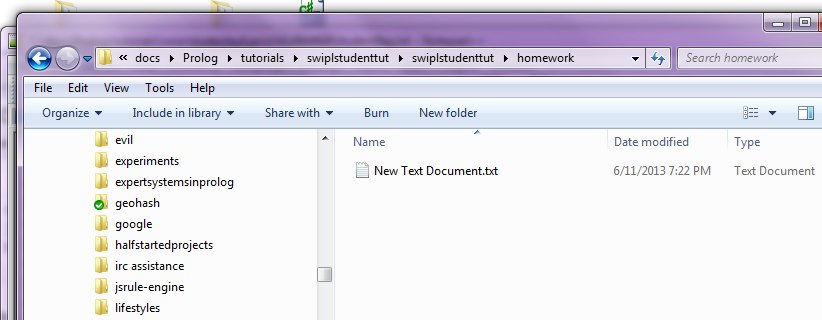 docs Prolog tutorials swiplstudenttut swiplstudenttut homework Search homework
File Edit View Tools Help
Organize Include in library Share with Burn New folder
Name Date modified Type
New Text Document.txt 6/11/2013 7:22 PM Text Document
evil
experiments
expertsystemsinprolog
geohash
google
halfstartedprojects
irc assistance
jsrule-engine
lifestyles